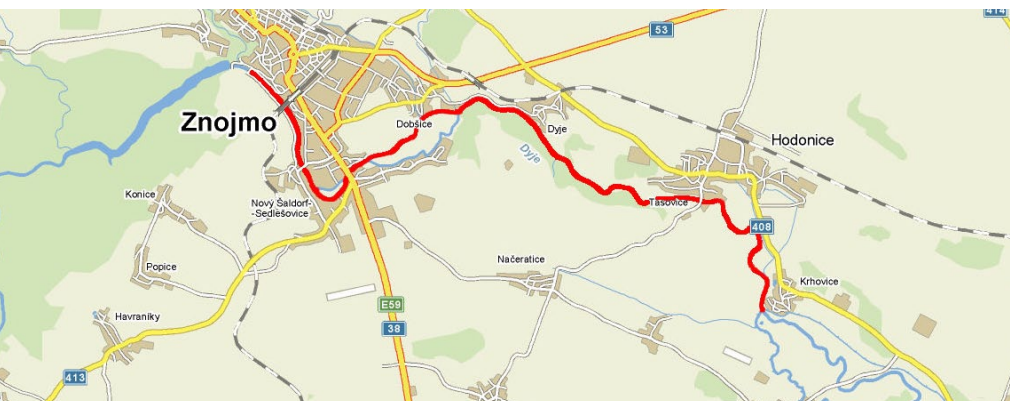 414
53
Znojmo
Dobšice
Dyje
Dyje
Hodonice
Konice
Nový Šaldorf-
-Sedlešovice
Tasovice
408
Popice
Načeratice
Krhovice
E59
Havraníky
38
413